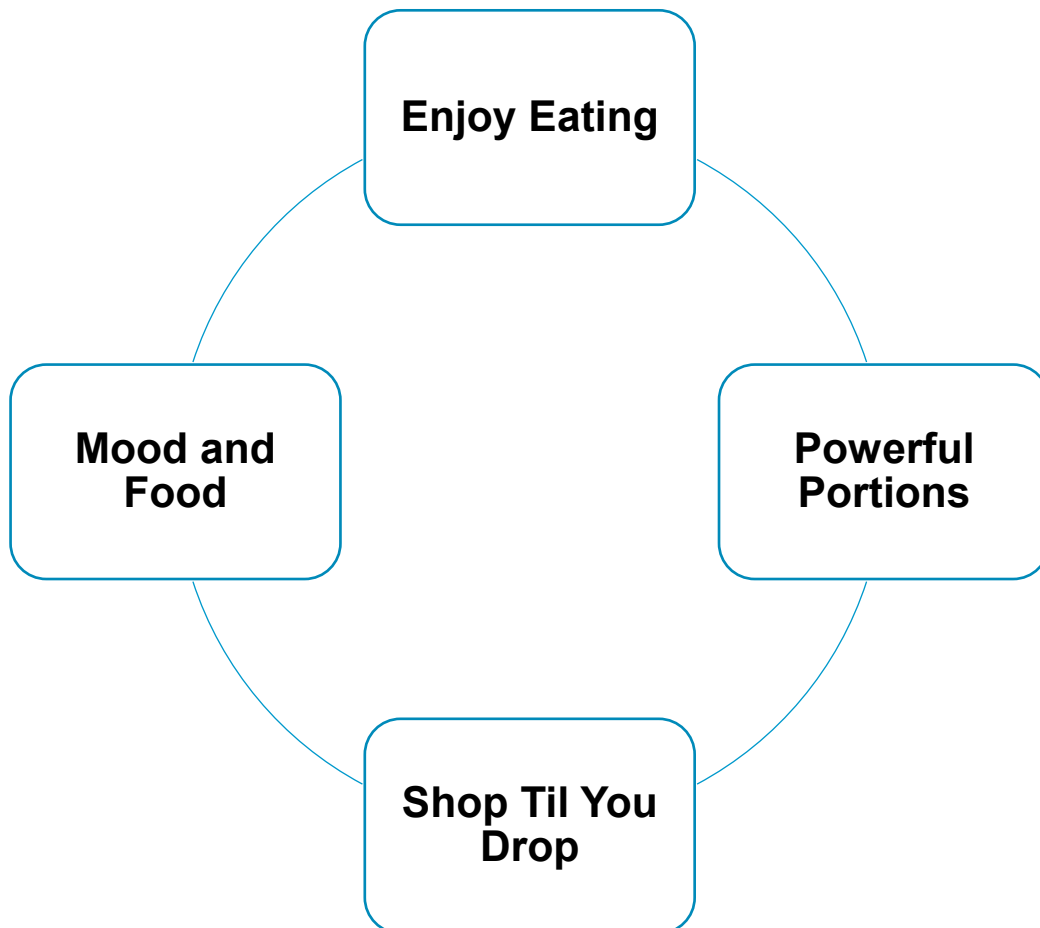 Enjoy Eating
Mood and
Food
Powerful
Portions
Shop Til You
Drop